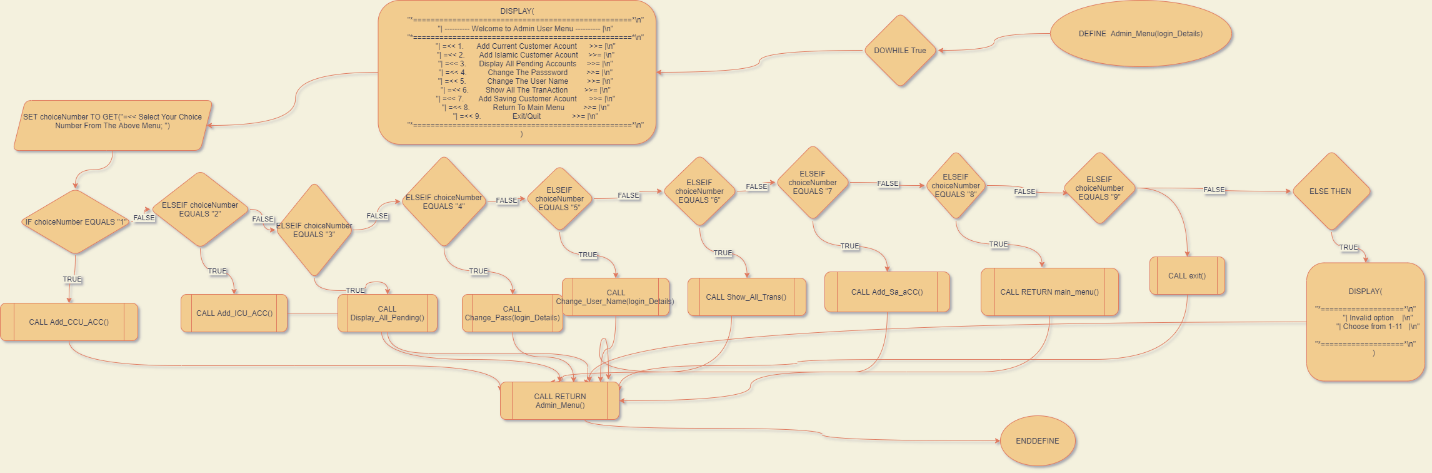 DISPLAY(
"*==================================================*\n"
"| ---------- Welcome to Admin User Menu ---------- |\n"
"*==================================================*\n"
"| =<< 1. Add Current Customer Acount >>= |\n"
"| =<< 2. Add Islamic Customer Acount >>= |\n"
"| =<< 3. Display All Pending Accounts >>= |\n"
"| =<< 4. Change The Passsword >>= |\n"
"| =<< 5. Change The User Name >>= |\n"
"| =<< 6. Show All The TranAction >>= |\n"
"| =<< 7. Add Saving Customer Acount >>= |\n"
"| =<< 8. Return To Main Menu >>= |\n"
"| =<< 9. Exit/Quit >>= |\n"
"*==================================================*\n"
)
DOWHILE True
DEFINE Admin_Menu(login_Details)
SET choiceNumber TO GET("=<< Select Your Choice
Number From The Above Menu; ")
IF choiceNumber EQUALS "1"
FALSE
ELSEIF choiceNumber
EQUALS "2"
FALSE
ELSEIF choiceNumber
EQUALS "3"
FALSE
ELSEIF choiceNumber
EQUALS "4"
FALSE
ELSEIF
choiceNumber
EQUALS "5"
FALSE
ELSEIF
choiceNumber
EQUALS "6"
FALSE
ELSEIF
choiceNumber
EQUALS "7
FALSE
ELSEIF
choiceNumber
EQUALS "8"
FALSE
ELSEIF
choiceNumber
EQUALS "9"
FALSE
ELSE THEN
TRUE
TRUE
TRUE
TRUE
TRUE
TRUE
TRUE
TRUE
TRUE
CALL Add_CCU_ACC()
CALL Add_ICU_ACC()
CALL
Display_All_Pending()
CALL
Change_Pass(login_Details)
CALL
Change_User_Name(login_Details)
CALL Show_All_Trans()
CALL Add_Sa_aCC()
CALL RETURN main_menu()
CALL exit()
DISPLAY(
"*===================*\n"
"| Invalid option |\n"
"| Choose from 1-11 |\n"
"*===================*\n"
)
CALL RETURN
Admin_Menu()
ENDDEFINE